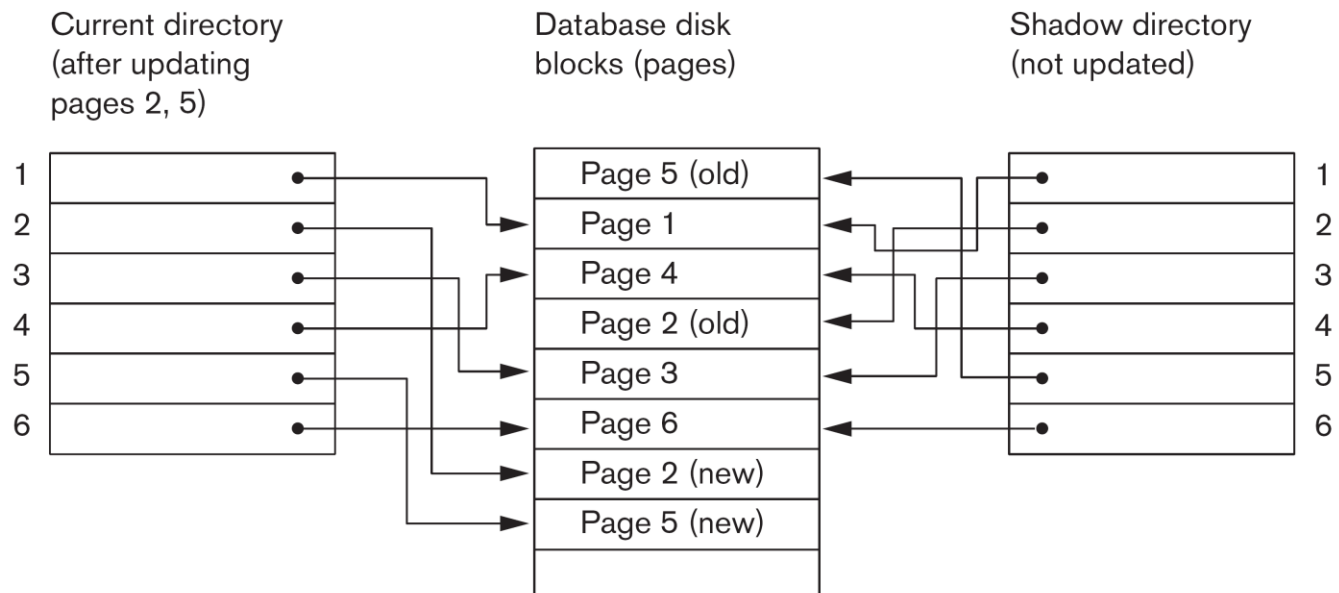 Current directory
(after updating
pages 2, 5)
Database disk
blocks (pages)
Shadow directory
(not updated)
1
2
3
4
5
6
Page 5 (old)
Page 1
Page 4
Page 2 (old)
Page 3
Page 6
Page 2 (new)
Page 5 (new)
1
2
3
4
5
6